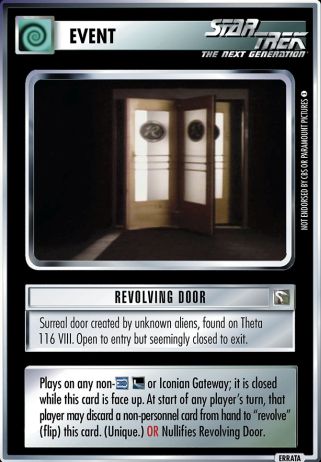 EVENT
STAR TREK
THE NEXT GENERATION
NOT ENDORSED BY CBS OR PARAMOUNT PICTURES
R
REVOLVING DOOR
Surreal door created by unknown aliens, found on Theta
116 VIII. Open to entry but seemingly closed to exit.
Plays on any non- or Iconian Gateway; it is closed
while this card is face up. At start of any player's turn, that
player may discard a non-personnel card from hand to "revolve"
(flip) this card. (Unique.) OR Nullifies Revolving Door.
ERRATA